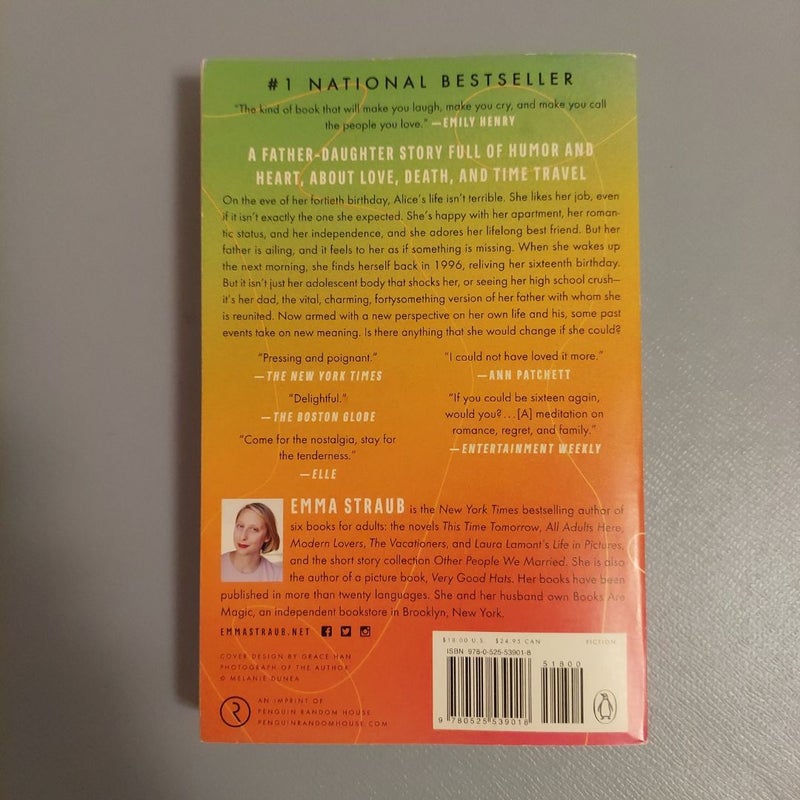 #1 NATIONAL BESTSELLER
"The kind of book that will make you laugh, make you cry, and make you call
the people you love." —EMILY HENRY
A FATHER-DAUGHTER STORY FULL OF HUMOR AND
HEART, ABOUT LOVE, DEATH, AND TIME TRAVEL
On the eve of her fortieth birthday, Alice's life isn't terrible. She likes her job, even
if it isn't exactly the one she expected. She's happy with her apartment, her roman-
tic status, and her independence, and she adores her lifelong best friend. But her
father is ailing, and it feels to her as if something is missing. When she wakes up
the next morning, she finds herself back in 1996, reliving her sixteenth birthday.
But it isn't just her adolescent body that shocks her, or seeing her high school crush—
it's her dad, the vital, charming, fortysomething version of her father with whom she
is reunited. Now armed with a new perspective on her own life and his, some past
events take on new meaning. Is there anything that she would change if she could?
"Pressing and poignant."
—THE NEW YORK TIMES
"Delightful."
—THE BOSTON GLOBE
"Come for the nostalgia, stay for
the tenderness."
—ELLE
"I could not have loved it more."
—ANN PATCHETT
"If you could be sixteen again,
would you?...[A] meditation on
romance, regret, and family."
—ENTERTAINMENT WEEKLY
EMMA STRAUB is the New York Times bestselling author of
six books for adults: the novels This Time Tomorrow, All Adults Here,
Modern Lovers, The Vacationers, and Laura Lamont's Life in Pictures,
and the short story collection Other People We Married. She is also
the author of a picture book, Very Good Hats. Her books have been
published in more than twenty languages. She and her husband own Books Are
Magic, an independent bookstore in Brooklyn, New York.
EMMASTRAUB.NET
COVER DESIGN BY GRACE HAN
PHOTOGRAPH OF THE AUTHOR
© MELANIE DUNEA
R
AN IMPRINT OF
PENGUIN RANDOM HOUSE
PENGUINRANDOMHOUSE.COM
$18.00 U.S. $24.95 CAN
FICTION
ISBN 978-0-525-53901-8
51800
9 780525 539018